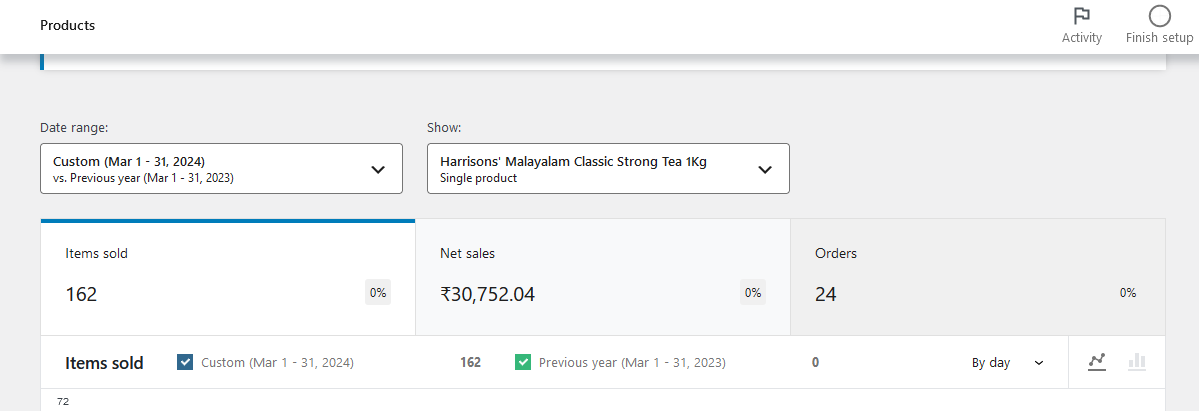 Products
Activity
Finish setup
Date range:
Show:
Custom (Mar 1 - 31, 2024)
vs. Previous year (Mar 1 - 31, 2023)
Harrisons' Malayalam Classic Strong Tea 1Kg
Single product
Items sold
162
0%
Net sales
₹30,752.04
0%
Orders
24
0%
Items sold
Custom (Mar 1 - 31, 2024)
162
Previous year (Mar 1 - 31, 2023)
0
By day
72